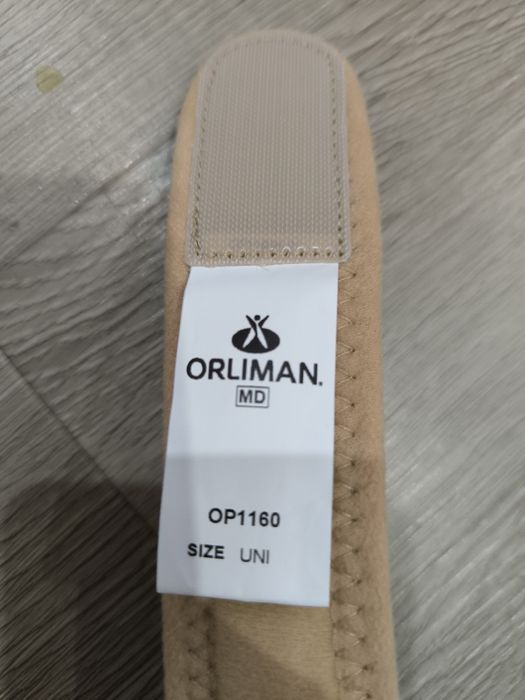 ORLIMAN.
MD
OP1160
SIZE UNI